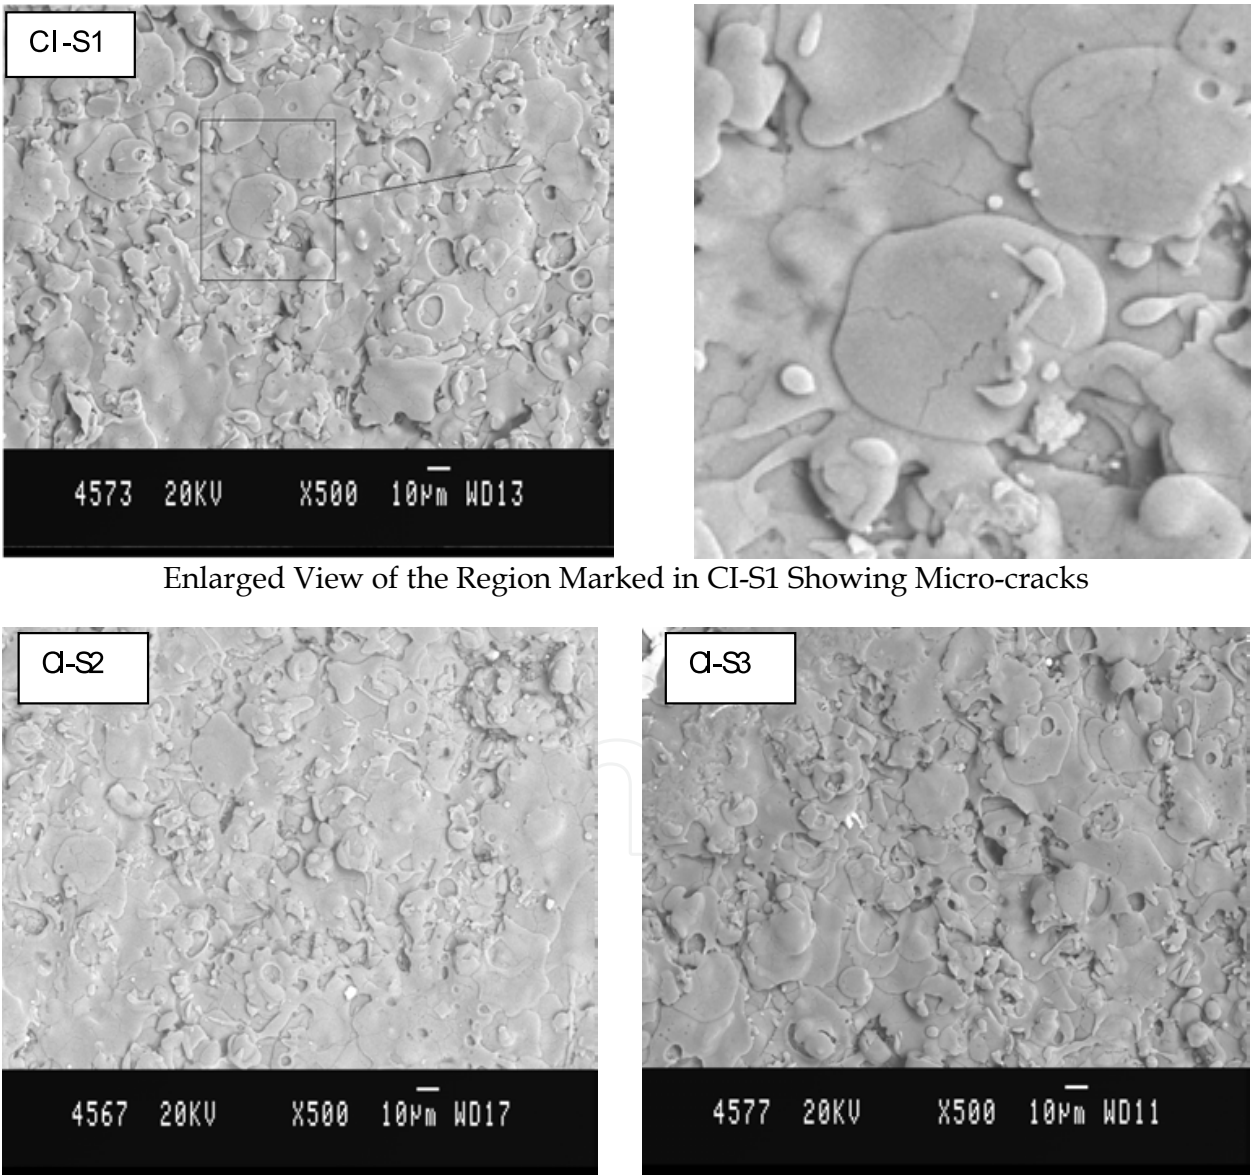 CI-S1
4573 20KV X500 10µm WD13
Enlarged View of the Region Marked in CI-S1 Showing Micro-cracks
CI-S2
CI-S3
4567 20KV X500 10µm WD17
4577 20KV X500 10µm WD11